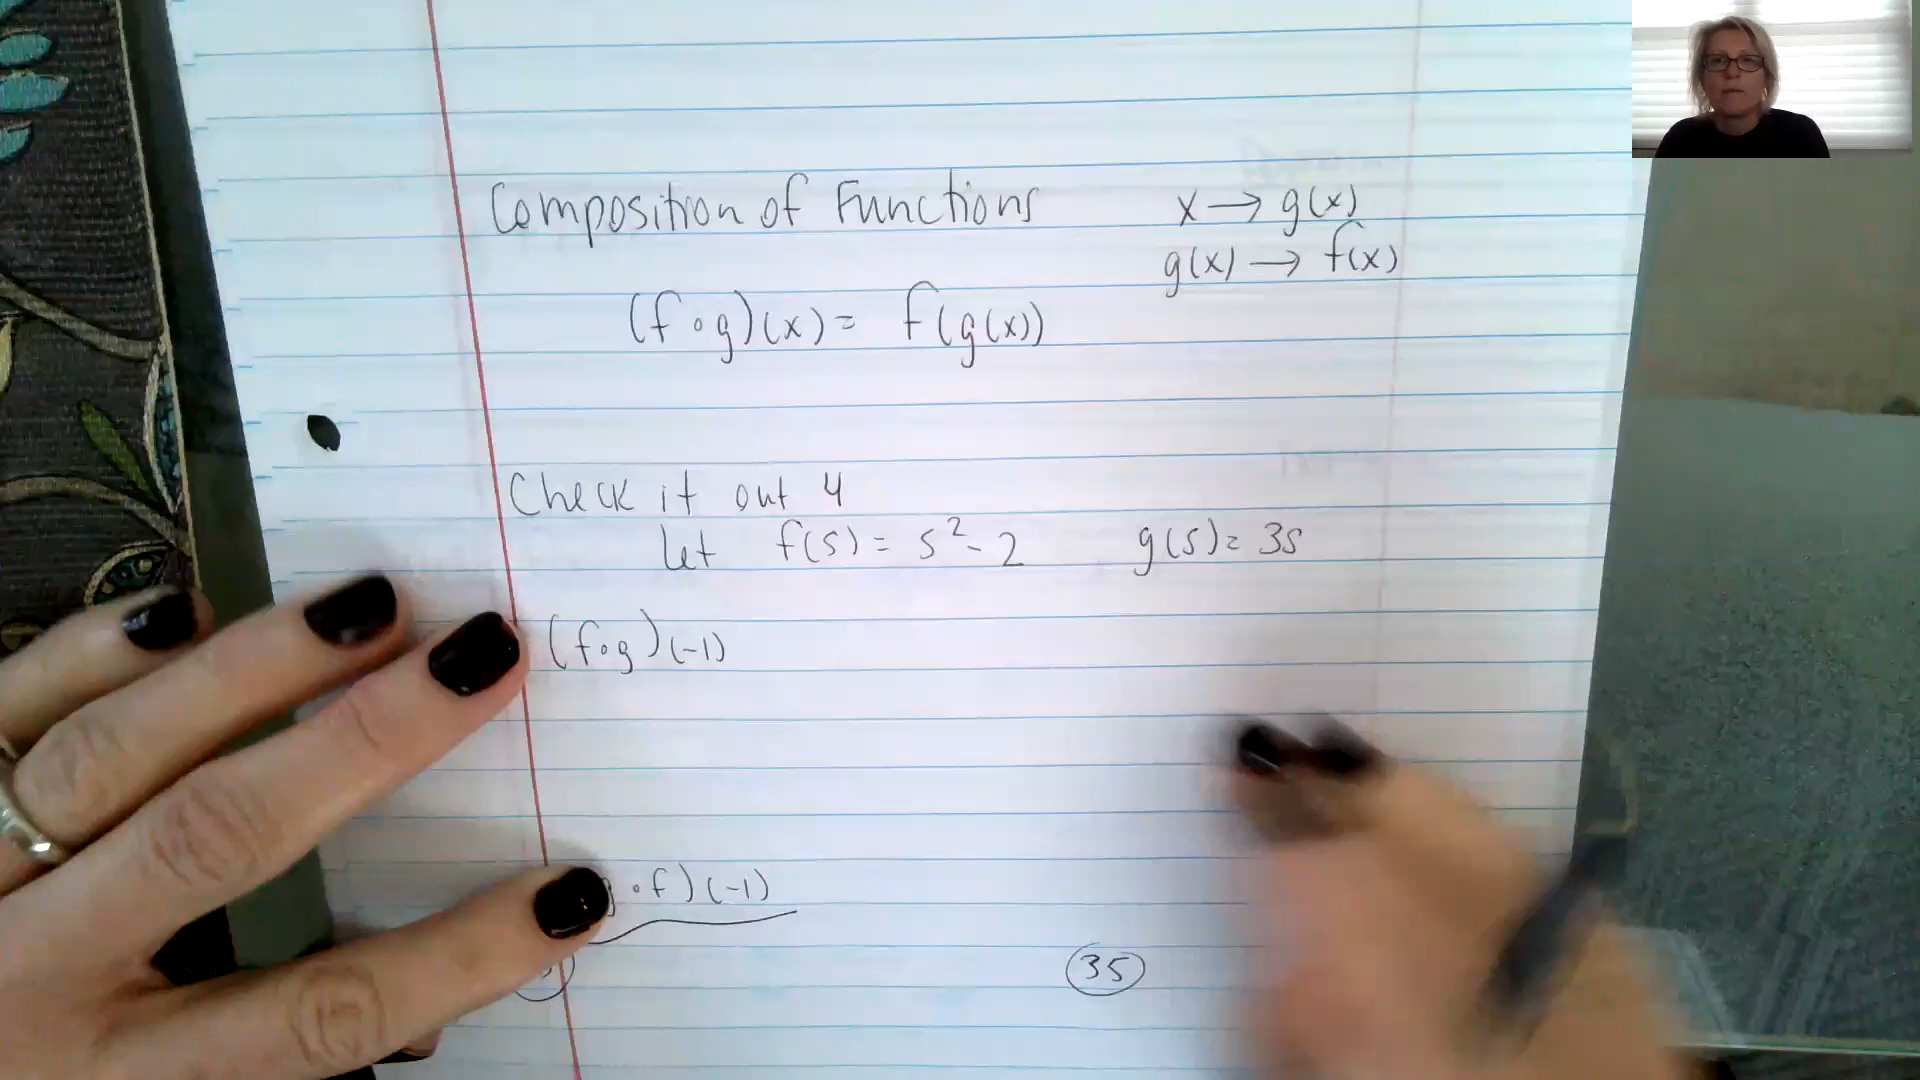 Composition of Functions
x → g(x)
g(x) → f(x)
(f∘g)(x) = f(g(x))
Check it out 4
let f(s) = s² - 2 g(s) = 3s
(f∘g)(-1)
g∘f)(-1)
35